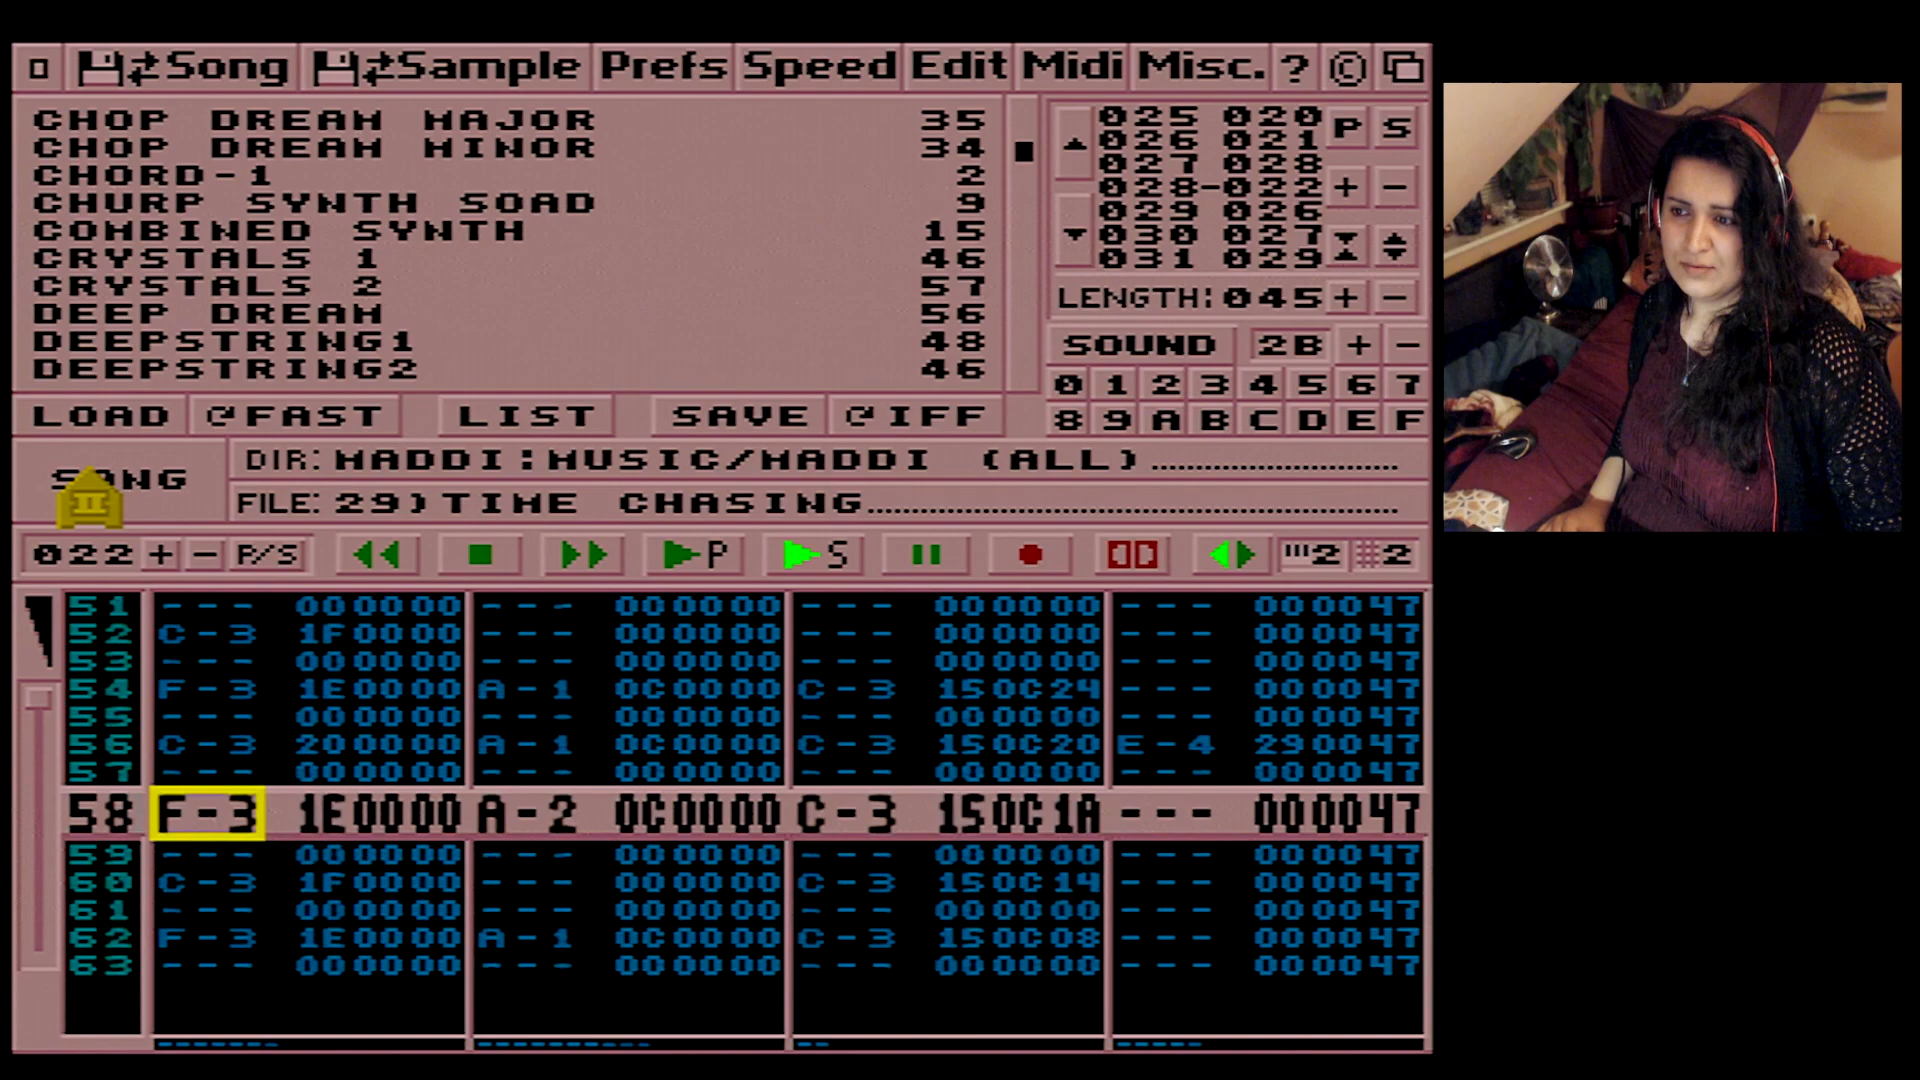 Song Sample Prefs Speed Edit Midi Misc. ? ©
CHOP DREAM MAJOR 35
CHOP DREAM MINOR 34
CHORD-1 2
CHURP SYNTH SOAD 9
COMBINED SYNTH 15
CRYSTALS 1 46
CRYSTALS 2 57
DEEP DREAM 56
DEEPSTRING1 48
DEEPSTRING2 46
025 020 P S
026 021
027 028
028-022 + -
029 026
030 027
031 029
LENGTH:045 + -
SOUND 2B + -
0 1 2 3 4 5 6 7
8 9 A B C D E F
LOAD @FAST LIST SAVE @IFF
SONG
DIR: HADDI:MUSIC/HADDI (ALL)
FILE: 29)TIME CHASING
022 + - P/S P S 2 2
51 --- 000000 --- 000000 --- 000000 --- 000047
52 C-3 1F0000 --- 000000 --- 000000 --- 000047
53 --- 000000 --- 000000 --- 000000 --- 000047
54 F-3 1E0000 A-1 0C0000 C-3 150C24 --- 000047
55 --- 000000 --- 000000 --- 000000 --- 000047
56 C-3 200000 A-1 0C0000 C-3 150C20 E-4 290047
57 --- 000000 --- 000000 --- 000000 --- 000047
58 F-3 1E0000 A-2 0C0000 C-3 150C1A --- 000047
59 --- 000000 --- 000000 --- 000000 --- 000047
60 C-3 1F0000 --- 000000 C-3 150C14 --- 000047
61 --- 000000 --- 000000 --- 000000 --- 000047
62 F-3 1E0000 A-1 0C0000 C-3 150C08 --- 000047
63 --- 000000 --- 000000 --- 000000 --- 000047